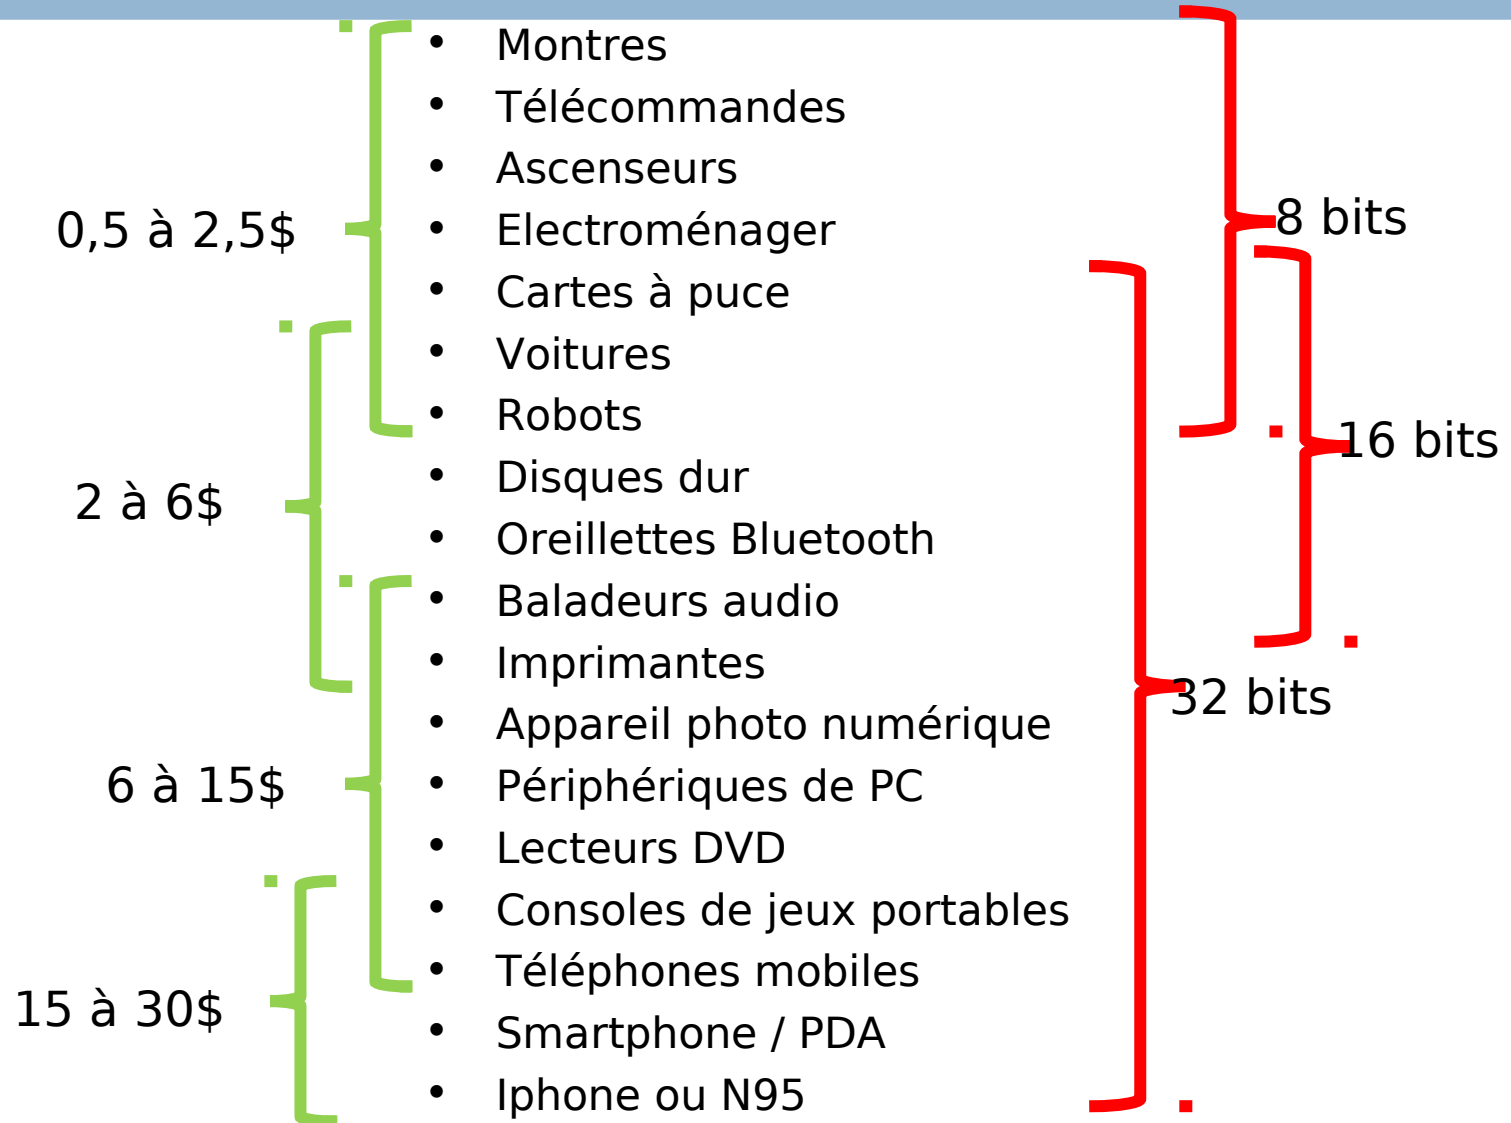 • Montres
• Télécommandes
• Ascenseurs
0,5 à 2,5$
• Electroménager
8 bits
• Cartes à puce
• Voitures
• Robots
16 bits
• Disques dur
2 à 6$
• Oreillettes Bluetooth
• Baladeurs audio
• Imprimantes
32 bits
• Appareil photo numérique
6 à 15$
• Périphériques de PC
• Lecteurs DVD
• Consoles de jeux portables
• Téléphones mobiles
15 à 30$
• Smartphone / PDA
• Iphone ou N95